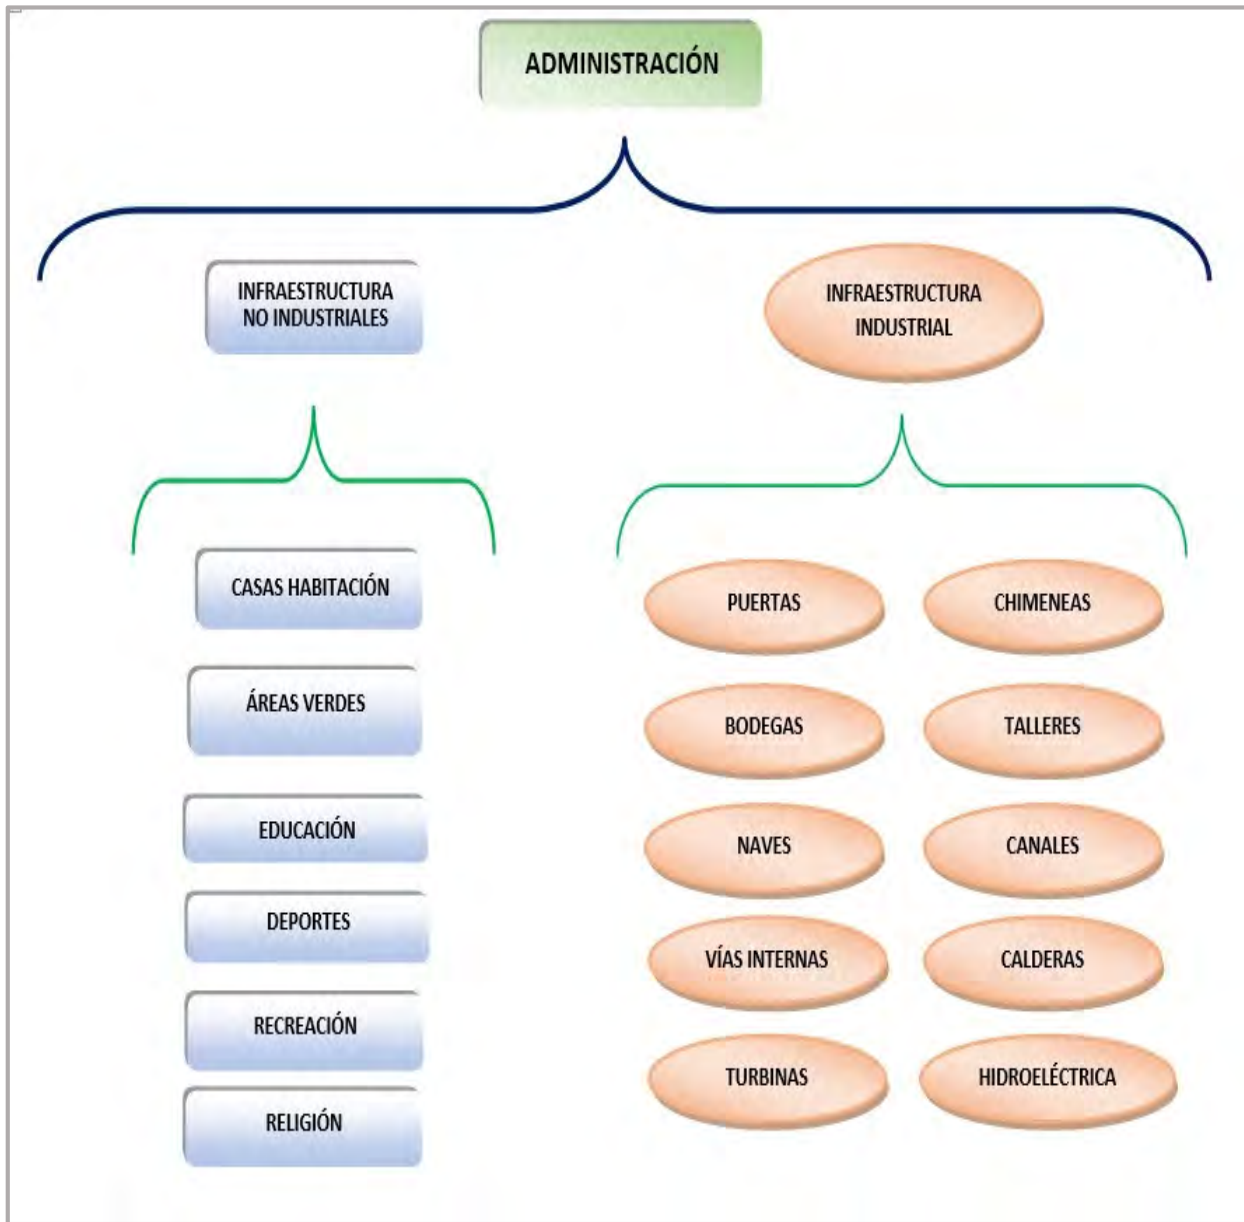 ADMINISTRACIÓN
INFRAESTRUCTURA
NO INDUSTRIALES
INFRAESTRUCTURA
INDUSTRIAL
CASAS HABITACIÓN
ÁREAS VERDES
EDUCACIÓN
DEPORTES
RECREACIÓN
RELIGIÓN
PUERTAS
CHIMENEAS
BODEGAS
TALLERES
NAVES
CANALES
VÍAS INTERNAS
CALDERAS
TURBINAS
HIDROELÉCTRICA